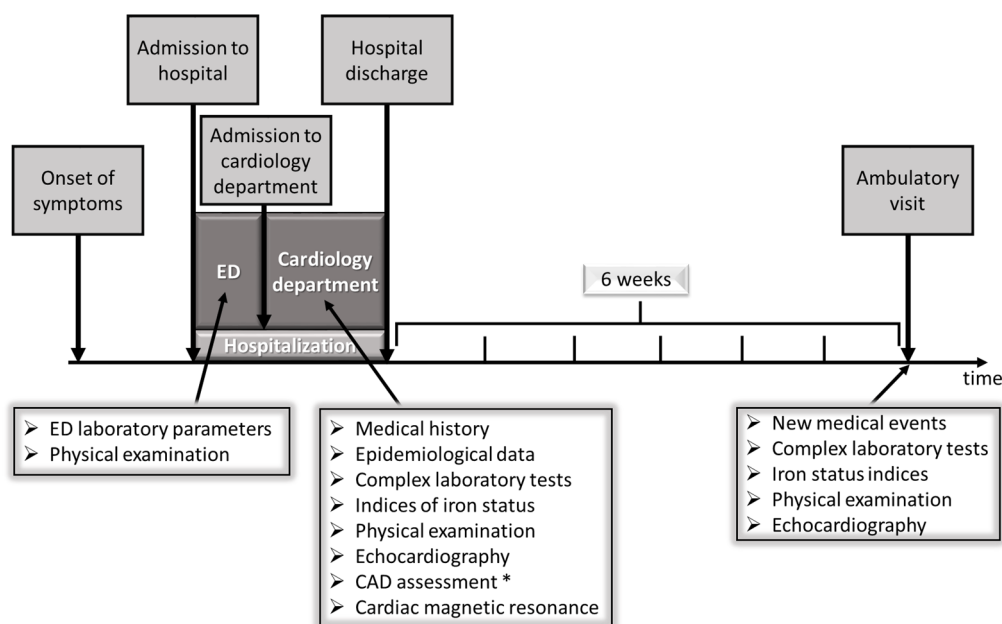 Admission to
hospital
Hospital
discharge
Admission to
cardiology
department
Onset of
symptoms
Ambulatory
visit
ED
Cardiology
department
6 weeks
Hospitalization
time
➢ ED laboratory parameters
➢ Physical examination
➢ Medical history
➢ Epidemiological data
➢ Complex laboratory tests
➢ Indices of iron status
➢ Physical examination
➢ Echocardiography
➢ CAD assessment *
➢ Cardiac magnetic resonance
➢ New medical events
➢ Complex laboratory tests
➢ Iron status indices
➢ Physical examination
➢ Echocardiography